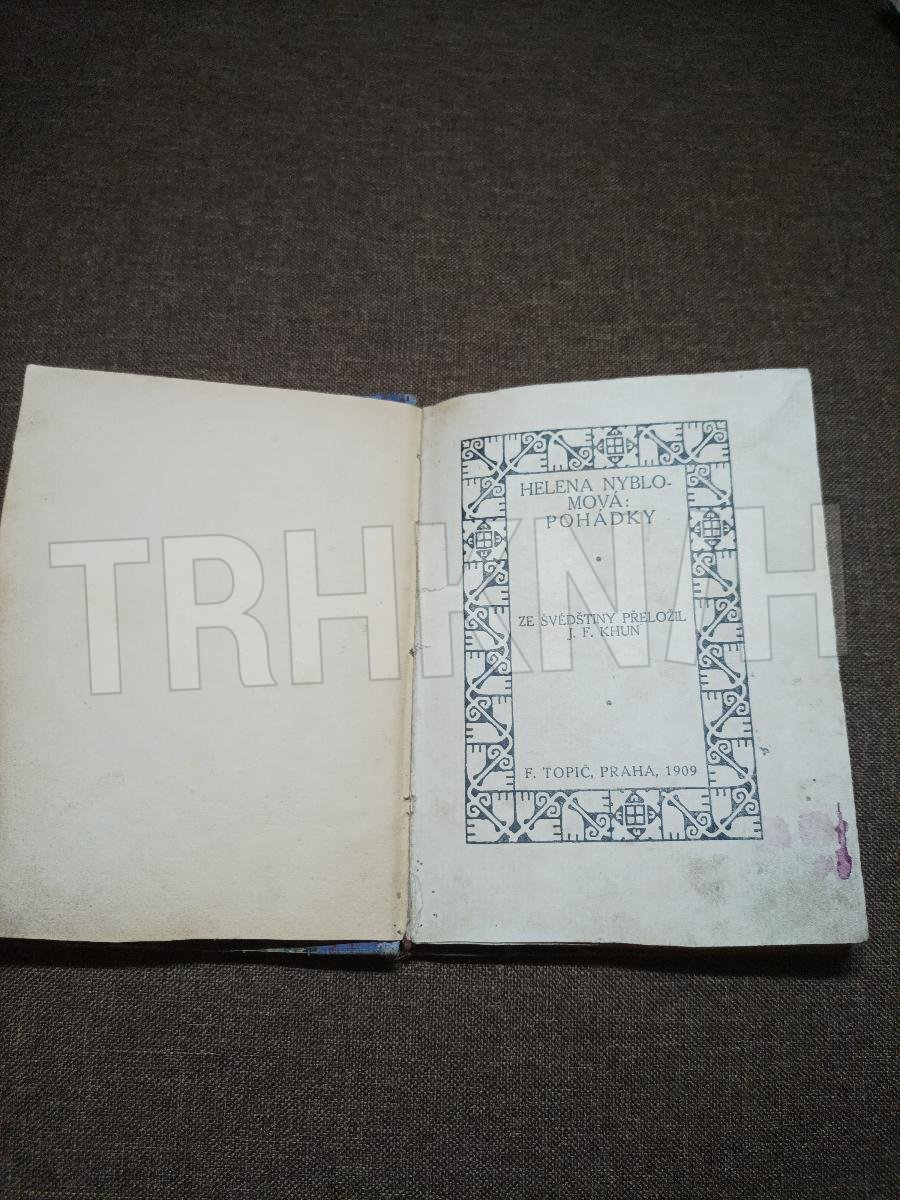 HELENA NYBLO-
MOVÁ:
POHÁDKY
ZE ŠVÉDŠTINY PŘELOŽIL
J. F. KHUN
F. TOPIČ, PRAHA, 1909
TRHKNIH